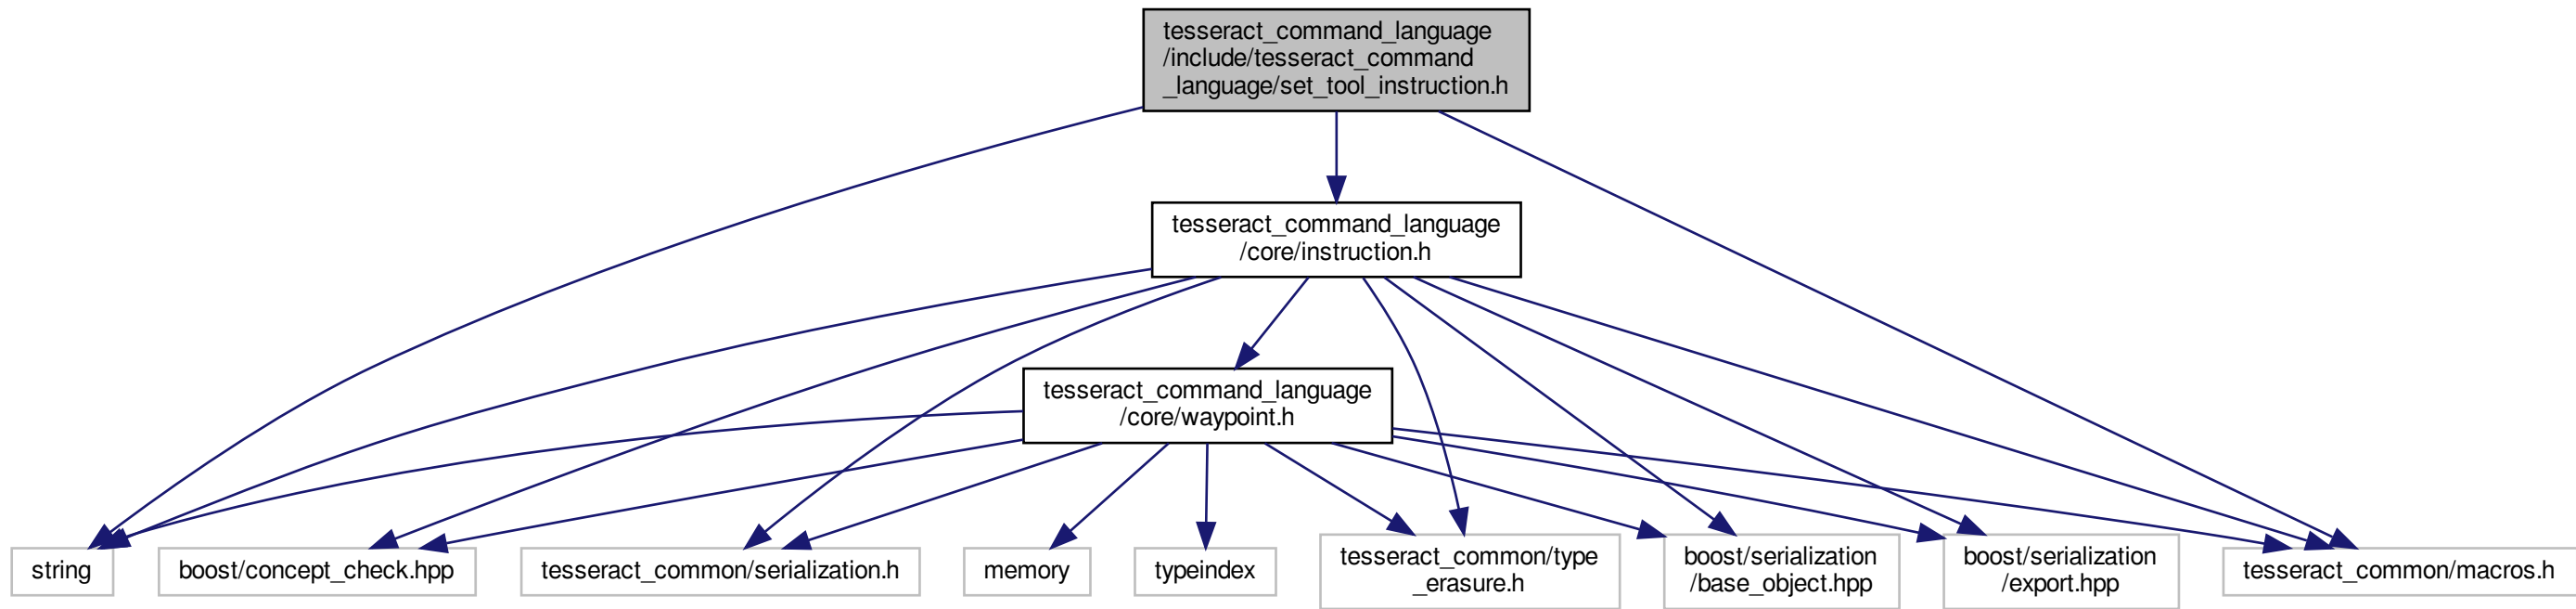 tesseract_command_language
/include/tesseract_command
_language/set_tool_instruction.h
tesseract_command_language
/core/instruction.h
tesseract_command_language
/core/waypoint.h
string
boost/concept_check.hpp
tesseract_common/serialization.h
memory
typeindex
tesseract_common/type
_erasure.h
boost/serialization
/base_object.hpp
boost/serialization
/export.hpp
tesseract_common/macros.h